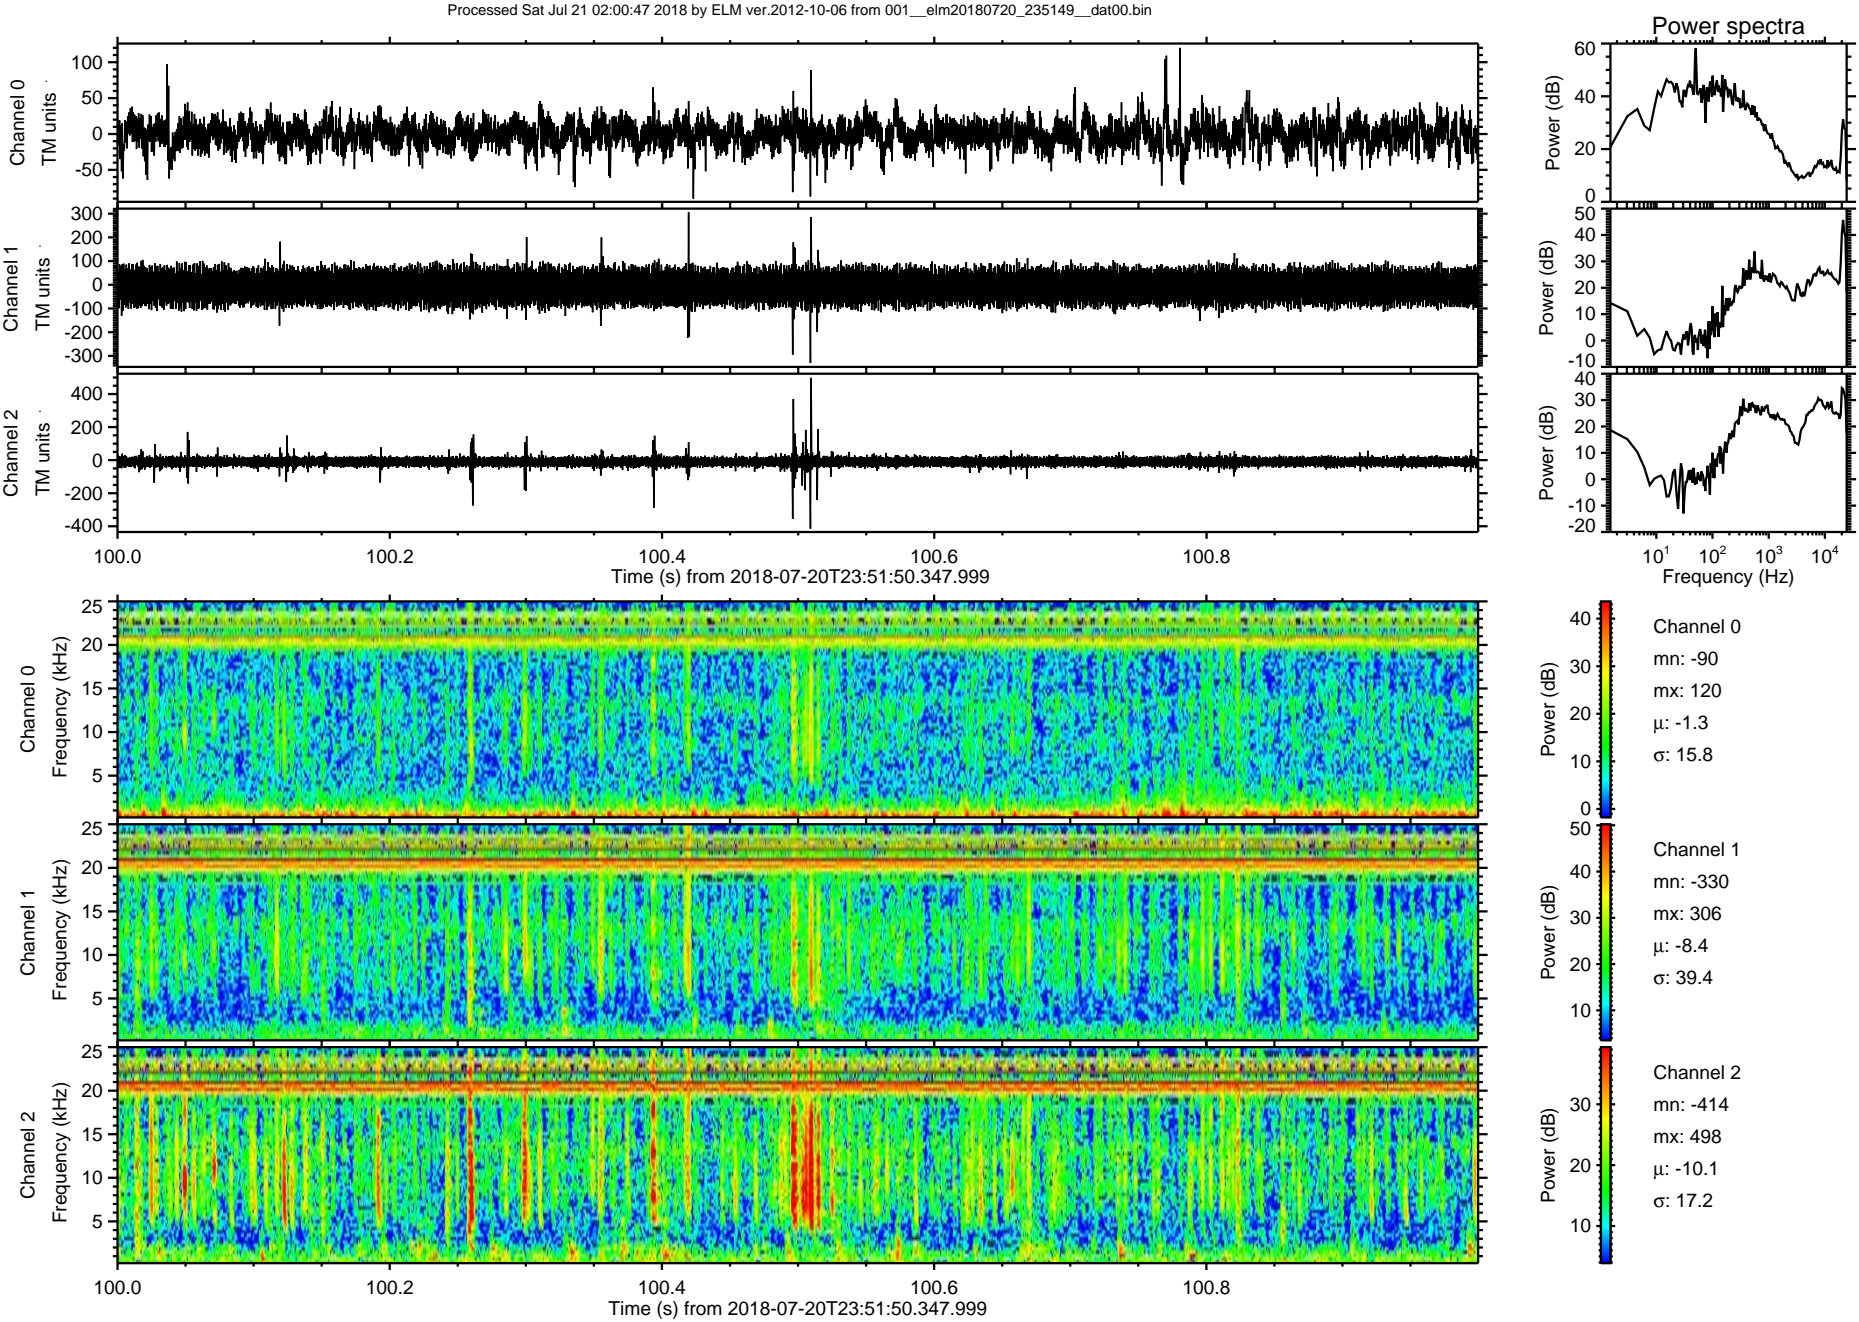 Processed Sat Jul 21 02:00:47 2018 by ELM ver.2012-10-06 from 001__elm20180720_235149__dat00.bin
Power spectra
Channel 0
TM units
100
50
0
-50
Power (dB)
60
40
20
0
Channel 1
TM units
300
200
100
0
-100
-200
-300
Power (dB)
50
40
30
20
10
0
-10
Channel 2
TM units
400
200
0
-200
-400
Power (dB)
40
30
20
10
0
-10
-20
100.0 100.2 100.4 100.6 100.8
Time (s) from 2018-07-20T23:51:50.347.999
10¹ 10² 10³ 10⁴
Frequency (Hz)
Channel 0
Frequency (kHz)
25
20
15
10
5
Power (dB)
40
30
20
10
0
Channel 0
mn: -90
mx: 120
µ: -1.3
σ: 15.8
Channel 1
Frequency (kHz)
25
20
15
10
5
Power (dB)
50
40
30
20
10
Channel 1
mn: -330
mx: 306
µ: -8.4
σ: 39.4
Channel 2
Frequency (kHz)
25
20
15
10
5
Power (dB)
30
20
10
Channel 2
mn: -414
mx: 498
µ: -10.1
σ: 17.2
100.0 100.2 100.4 100.6 100.8
Time (s) from 2018-07-20T23:51:50.347.999